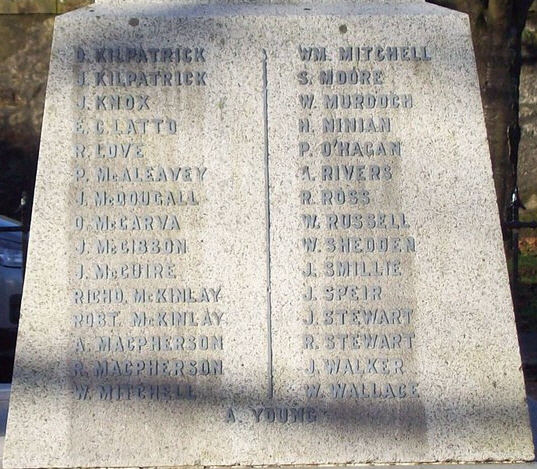 D. KILPATRICK
J. KILPATRICK
J. KNOX
E. C. LATTO
R. LOVE
P. McALEAVEY
J. McDOUGALL
O. McGARVA
J. McGIBBON
J. McGUIRE
RICHD. McKINLAY
ROBT. McKINLAY
A. MACPHERSON
R. MACPHERSON
W. MITCHELL
WM. MITCHELL
S. MOORE
W. MURDOCH
H. NINIAN
P. O'HAGAN
A. RIVERS
R. ROSS
W. RUSSELL
W. SHEDDEN
J. SMILLIE
J. SPEIR
J. STEWART
R. STEWART
J. WALKER
W. WALLACE
A. YOUNG